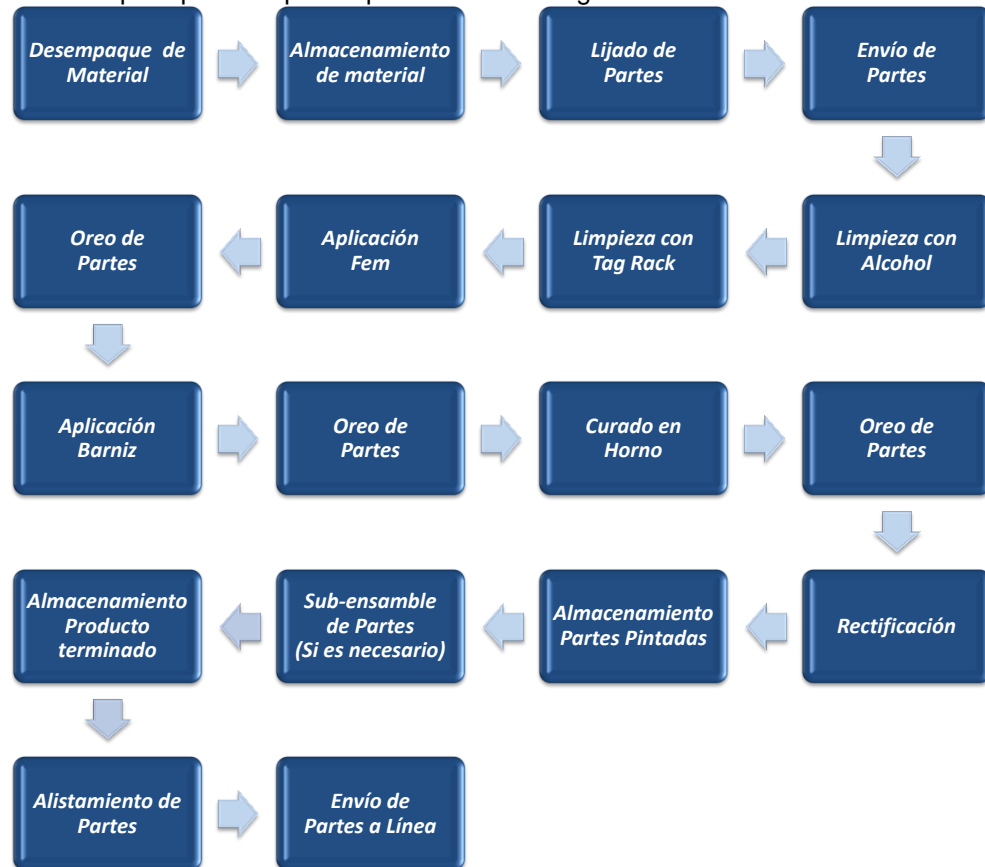 Desempaque de
Material
Almacenamiento
de material
Lijado de
Partes
Envío de
Partes
Oreo de
Partes
Aplicación
Fem
Limpieza con
Tag Rack
Limpieza con
Alcohol
Aplicación
Barniz
Oreo de
Partes
Curado en
Horno
Oreo de
Partes
Almacenamiento
Producto
terminado
Sub-ensamble
de Partes
(Si es necesario)
Almacenamiento
Partes Pintadas
Rectificación
Alistamiento de
Partes
Envío de
Partes a Línea